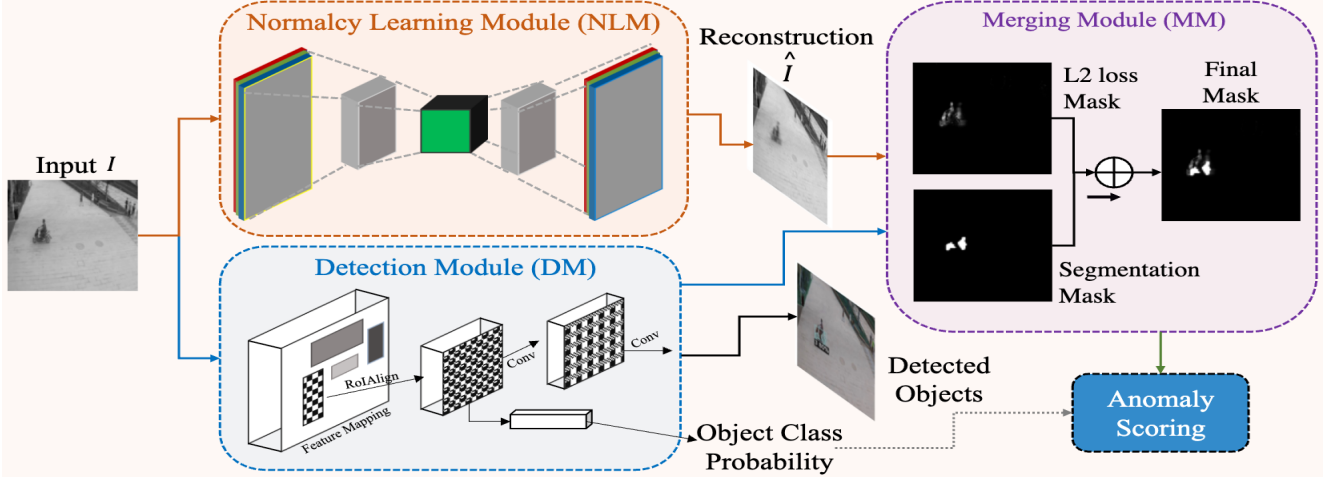 Normalcy Learning Module (NLM)
Merging Module (MM)
Reconstruction
Î
L2 loss
Mask
Final
Mask
Input I
Segmentation
Mask
Detection Module (DM)
RoIAlign
Conv
Conv
Feature Mapping
Detected
Objects
Object Class
Probability
Anomaly
Scoring